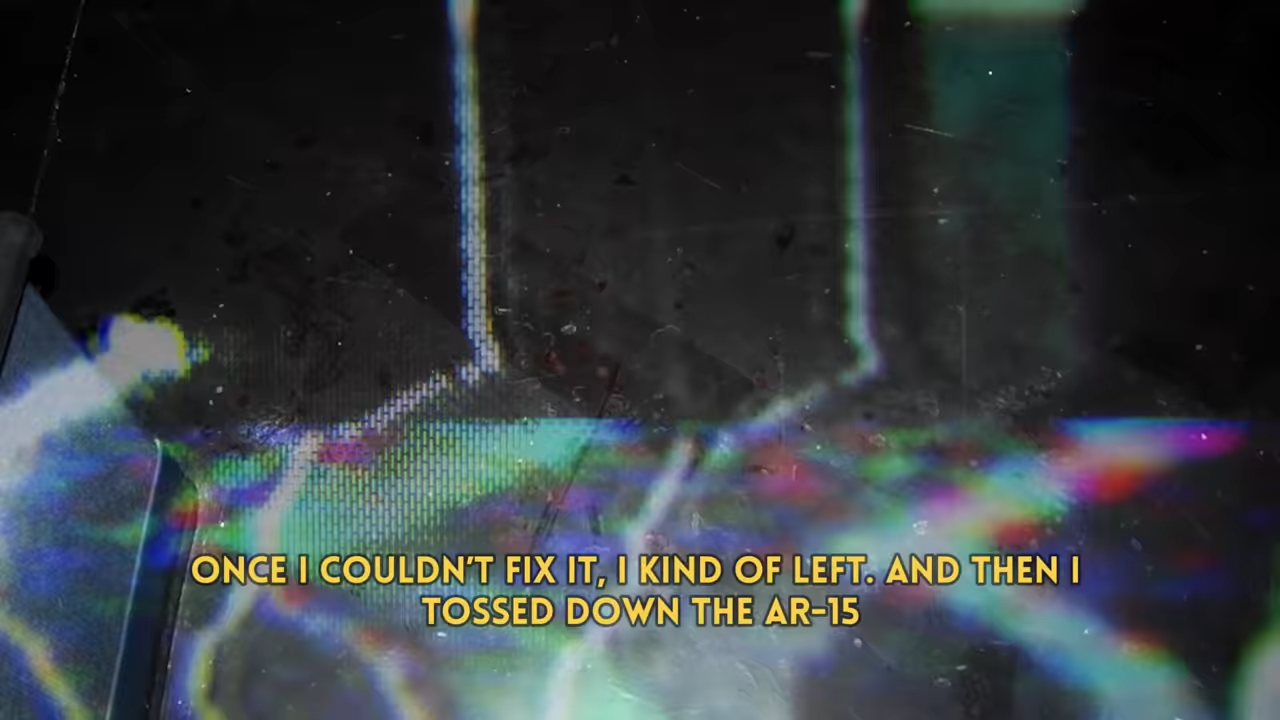 ONCE I COULDN'T FIX IT, I KIND OF LEFT. AND THEN I
TOSSED DOWN THE AR-15